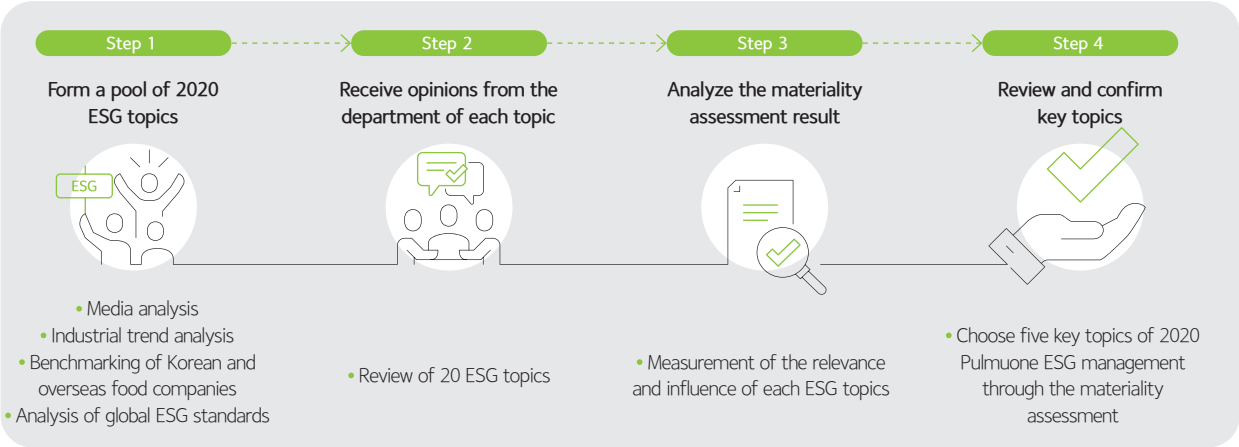 Step 1
Form a pool of 2020
ESG topics
ESG
• Media analysis
• Industrial trend analysis
• Benchmarking of Korean and
overseas food companies
• Analysis of global ESG standards
Step 2
Receive opinions from the
department of each topic
• Review of 20 ESG topics
Step 3
Analyze the materiality
assessment result
• Measurement of the relevance
and influence of each ESG topics
Step 4
Review and confirm
key topics
• Choose five key topics of 2020
Pulmuone ESG management
through the materiality
assessment